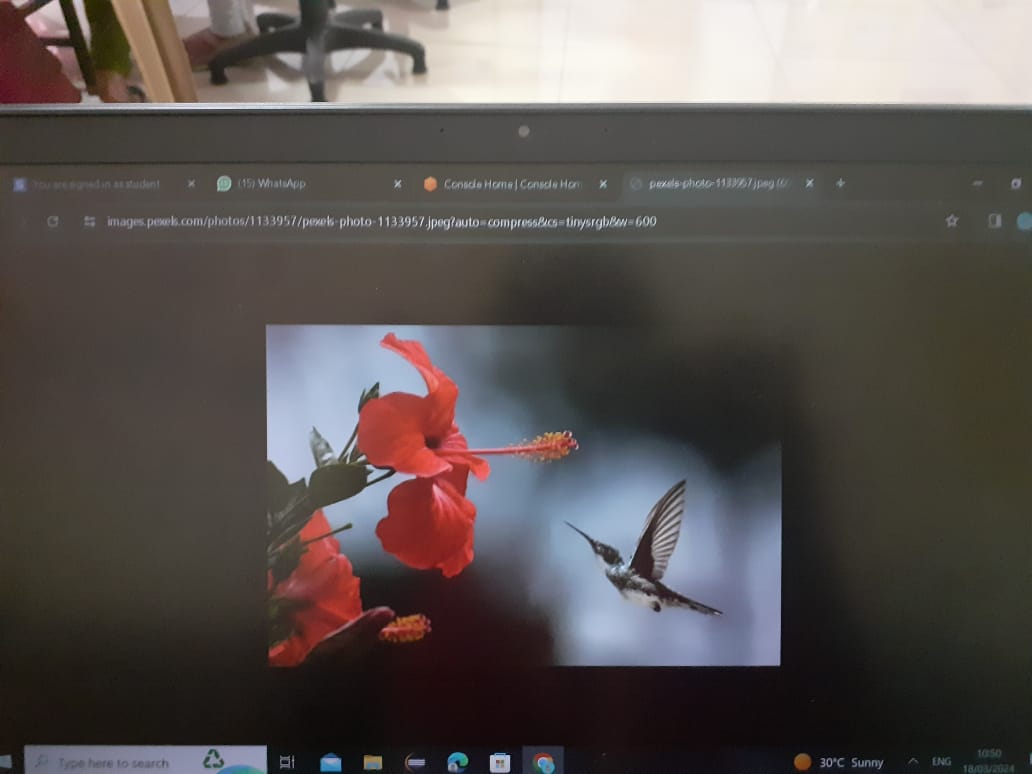 You are signed in as student
(15) WhatsApp
Console Home | Console Hom
pexels-photo-1133957.jpeg (60
images.pexels.com/photos/1133957/pexels-photo-1133957.jpeg?auto=compress&cs=tinysrgb&w=600
Type here to search
30°C Sunny
ENG
10:50
18/03/2024